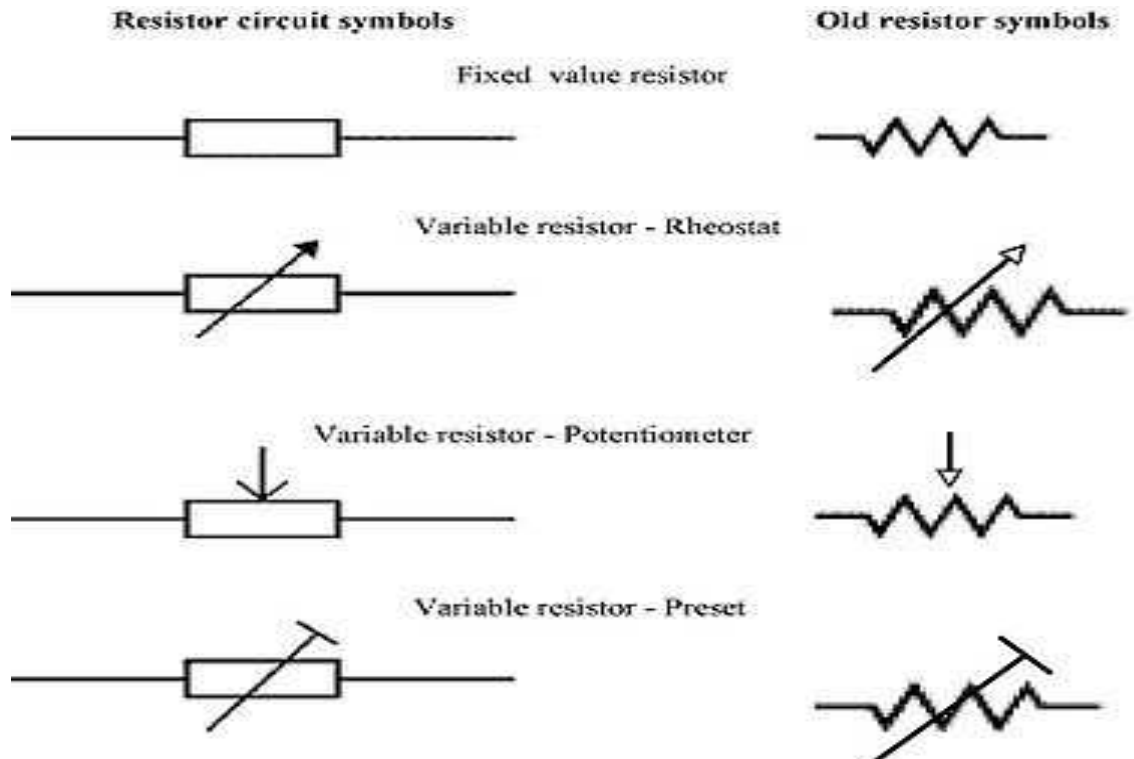 Resistor circuit symbols
Old resistor symbols
Fixed value resistor
Variable resistor - Rheostat
Variable resistor - Potentiometer
Variable resistor - Preset